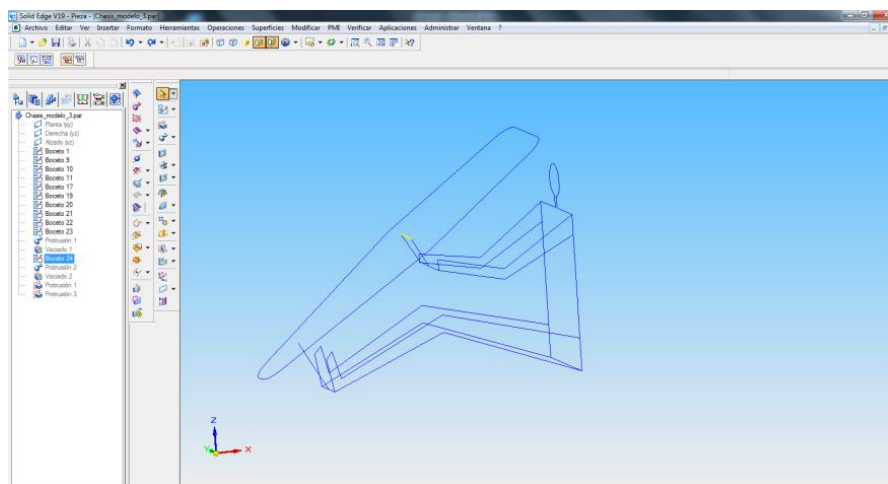 Solid Edge V19 - Pieza - [Chasis_modelo_3.par]
Archivo Editar Ver Insertar Formato Herramientas Operaciones Superficies Modificar PMI Verificar Aplicaciones Administrar Ventana ?
Chasis_modelo_3.par
Planta (xy)
Derecha (yz)
Alzado (xz)
Boceto 1
Boceto 9
Boceto 10
Boceto 11
Boceto 17
Boceto 19
Boceto 20
Boceto 21
Boceto 22
Boceto 23
Protrusión 1
Vaciado 1
Boceto 24
Protrusión 2
Vaciado 2
Protrusión 1
Protrusión 3
Z
Y
X